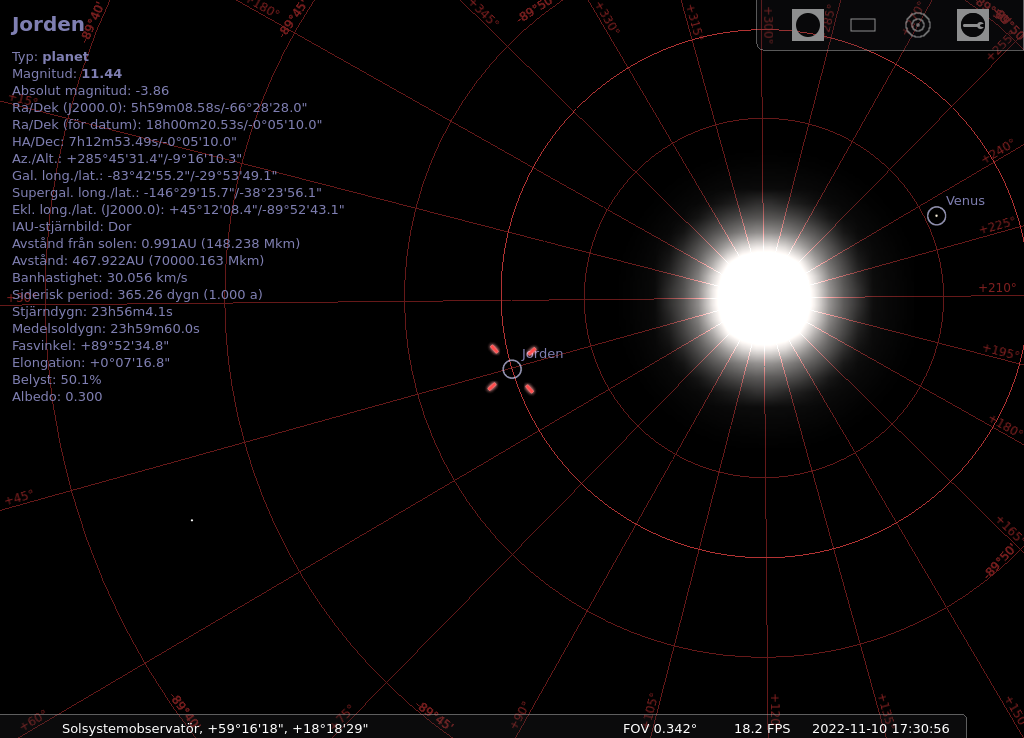 Jorden
Typ: planet
Magnitud: 11.44
Absolut magnitud: -3.86
Ra/Dek (J2000.0): 5h59m08.58s/-66°28'28.0"
Ra/Dek (för datum): 18h00m20.53s/-0°05'10.0"
HA/Dec: 7h12m53.49s/-0°05'10.0"
Az./Alt.: +285°45'31.4"/-9°16'10.3"
Gal. long./lat.: -83°42'55.2"/-29°53'49.1"
Supergal. long./lat.: -146°29'15.7"/-38°23'56.1"
Ekl. long./lat. (J2000.0): +45°12'08.4"/-89°52'43.1"
IAU-stjärnbild: Dor
Avstånd från solen: 0.991AU (148.238 Mkm)
Avstånd: 467.922AU (70000.163 Mkm)
Banhastighet: 30.056 km/s
Siderisk period: 365.26 dygn (1.000 a)
Stjärndygn: 23h56m4.1s
Medelsoldygn: 23h59m60.0s
Fasvinkel: +89°52'34.8"
Elongation: +0°07'16.8"
Belyst: 50.1%
Albedo: 0.300
-89°40'
+180°
-89°45'
+345°
-89°50'
+330°
+315°
+300°
+255°
+240°
Venus
+225°
+210°
+195°
+180°
+165°
-89°50'
Jorden
+45°
+60°
-89°40'
+75°
-89°45'
+90°
+105°
+120°
+135°
+150°
Solsystemobservatör, +59°16'18", +18°18'29"
FOV 0.342°
18.2 FPS
2022-11-10 17:30:56